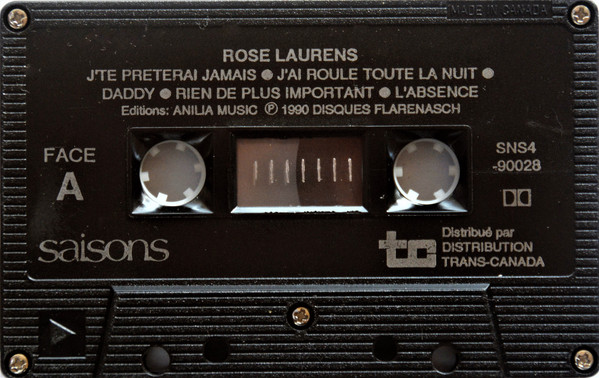 MADE IN CANADA
ROSE LAURENS
J'TE PRETERAI JAMAIS ● J'AI ROULE TOUTE LA NUIT ●
DADDY ● RIEN DE PLUS IMPORTANT ● L'ABSENCE
Editions: ANILIA MUSIC ℗ 1990 DISQUES FLARENASCH
FACE
A
SNS4
-90028
saisons
tc
Distribué par
DISTRIBUTION
TRANS-CANADA